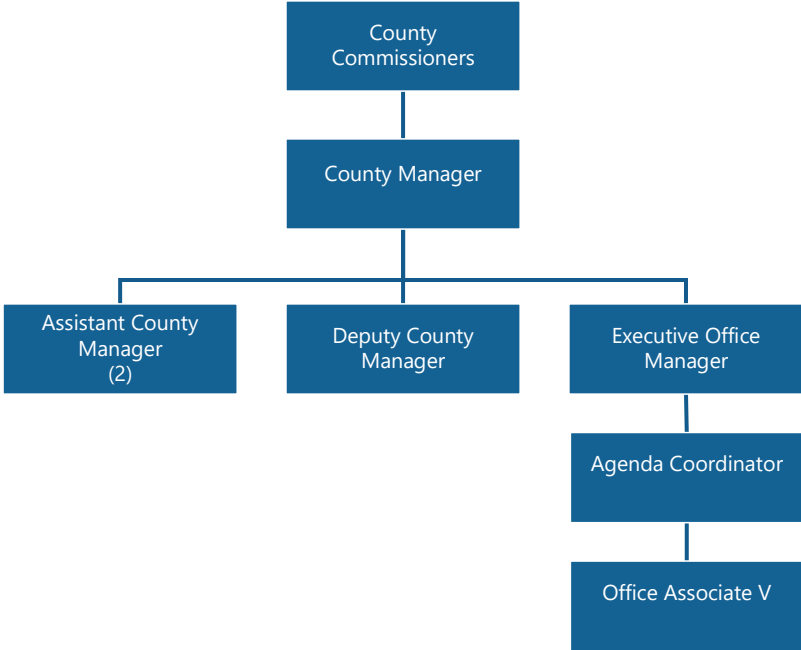 County
Commissioners
County Manager
Assistant County
Manager
(2)
Deputy County
Manager
Executive Office
Manager
Agenda Coordinator
Office Associate V